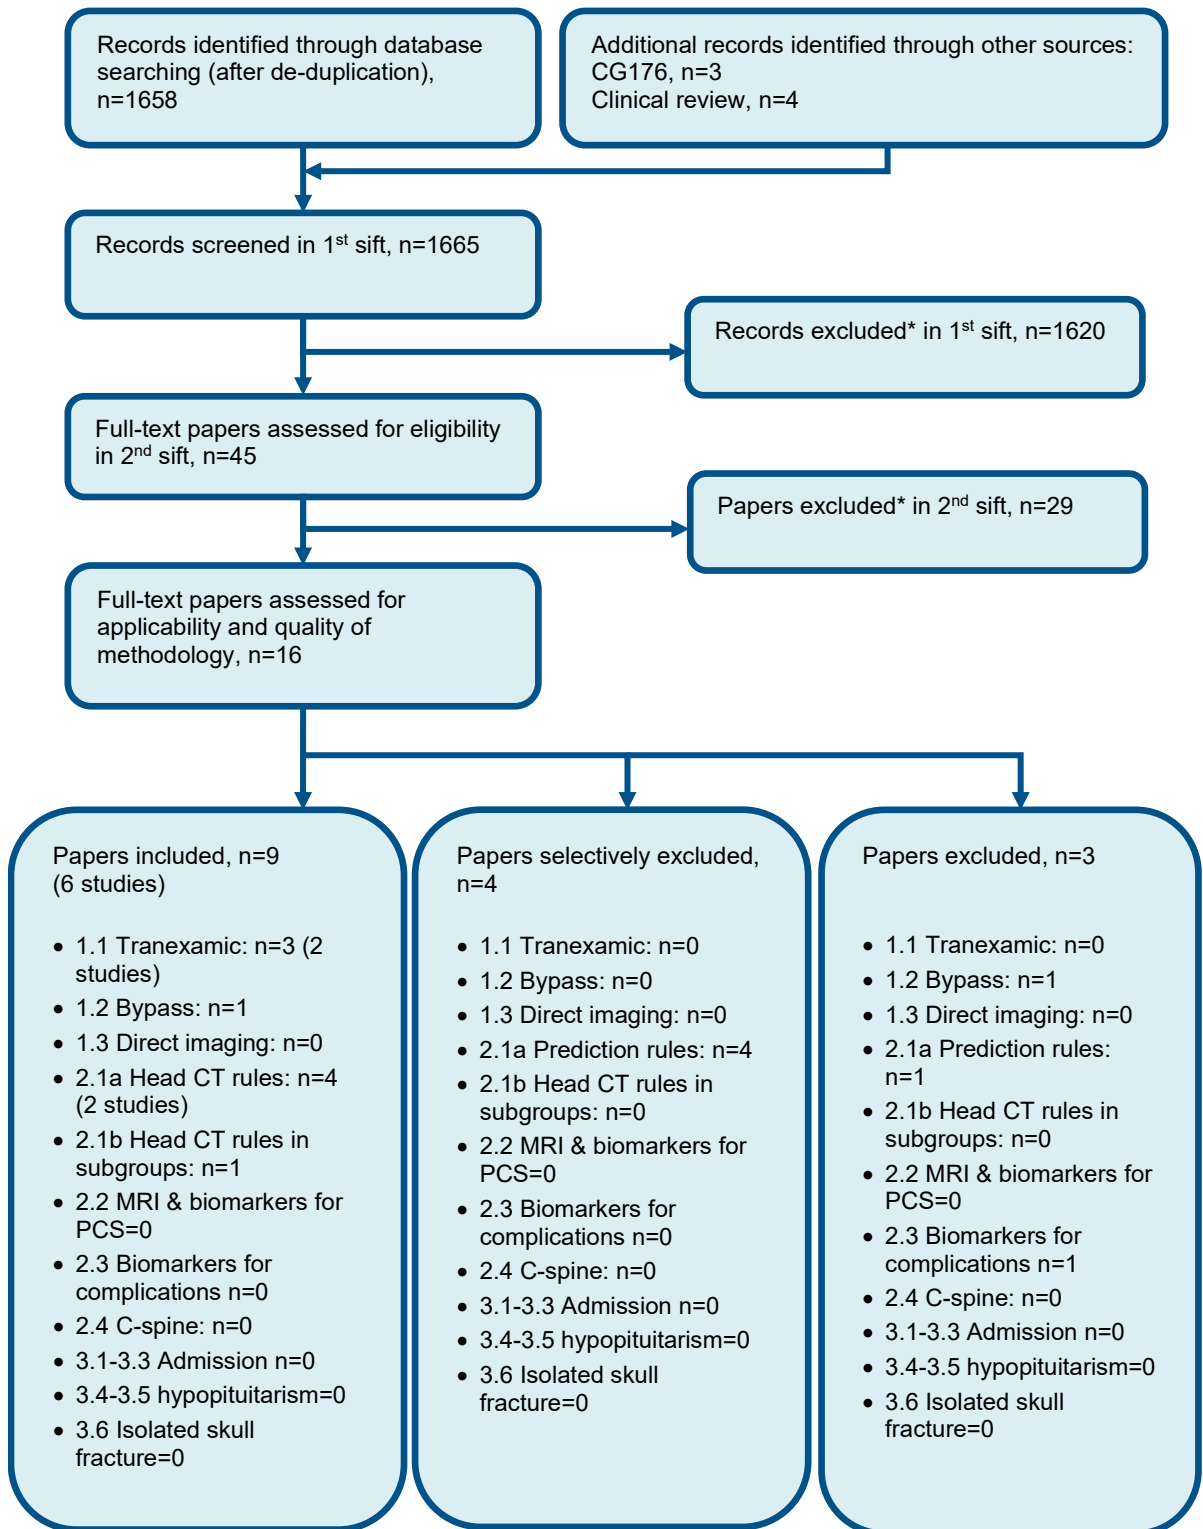 Records identified through database
searching (after de-duplication),
n=1658
Additional records identified through other sources:
CG176, n=3
Clinical review, n=4
Records screened in 1st sift, n=1665
Records excluded* in 1st sift, n=1620
Full-text papers assessed for eligibility
in 2nd sift, n=45
Papers excluded* in 2nd sift, n=29
Full-text papers assessed for
applicability and quality of
methodology, n=16
Papers included, n=9
(6 studies)
• 1.1 Tranexamic: n=3 (2
studies)
• 1.2 Bypass: n=1
• 1.3 Direct imaging: n=0
• 2.1a Head CT rules: n=4
(2 studies)
• 2.1b Head CT rules in
subgroups: n=1
• 2.2 MRI & biomarkers for
PCS=0
• 2.3 Biomarkers for
complications n=0
• 2.4 C-spine: n=0
• 3.1-3.3 Admission n=0
• 3.4-3.5 hypopituitarism=0
• 3.6 Isolated skull
fracture=0
Papers selectively excluded,
n=4
• 1.1 Tranexamic: n=0
• 1.2 Bypass: n=0
• 1.3 Direct imaging: n=0
• 2.1a Prediction rules: n=4
• 2.1b Head CT rules in
subgroups: n=0
• 2.2 MRI & biomarkers for
PCS=0
• 2.3 Biomarkers for
complications n=0
• 2.4 C-spine: n=0
• 3.1-3.3 Admission n=0
• 3.4-3.5 hypopituitarism=0
• 3.6 Isolated skull
fracture=0
Papers excluded, n=3
• 1.1 Tranexamic: n=0
• 1.2 Bypass: n=1
• 1.3 Direct imaging: n=0
• 2.1a Prediction rules:
n=1
• 2.1b Head CT rules in
subgroups: n=0
• 2.2 MRI & biomarkers for
PCS=0
• 2.3 Biomarkers for
complications n=1
• 2.4 C-spine: n=0
• 3.1-3.3 Admission n=0
• 3.4-3.5 hypopituitarism=0
• 3.6 Isolated skull
fracture=0